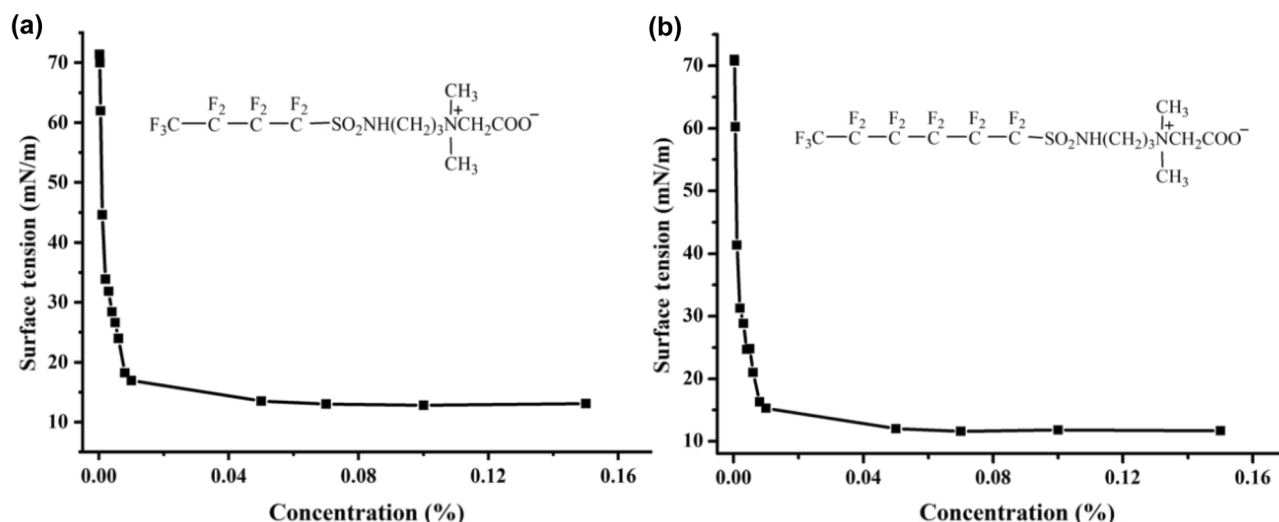 (a)
Surface tension (mN/m)
70
60
50
40
30
20
10
0.00 0.04 0.08 0.12 0.16
Concentration (%)
F2 F2 F2 CH3
F3C—C—C—C—SO2NH(CH2)3N+CH2COO−
CH3
(b)
Surface tension (mN/m)
70
60
50
40
30
20
10
0.00 0.04 0.08 0.12 0.16
Concentration (%)
F2 F2 F2 F2 F2 CH3
F3C—C—C—C—C—C—SO2NH(CH2)3N+CH2COO−
CH3